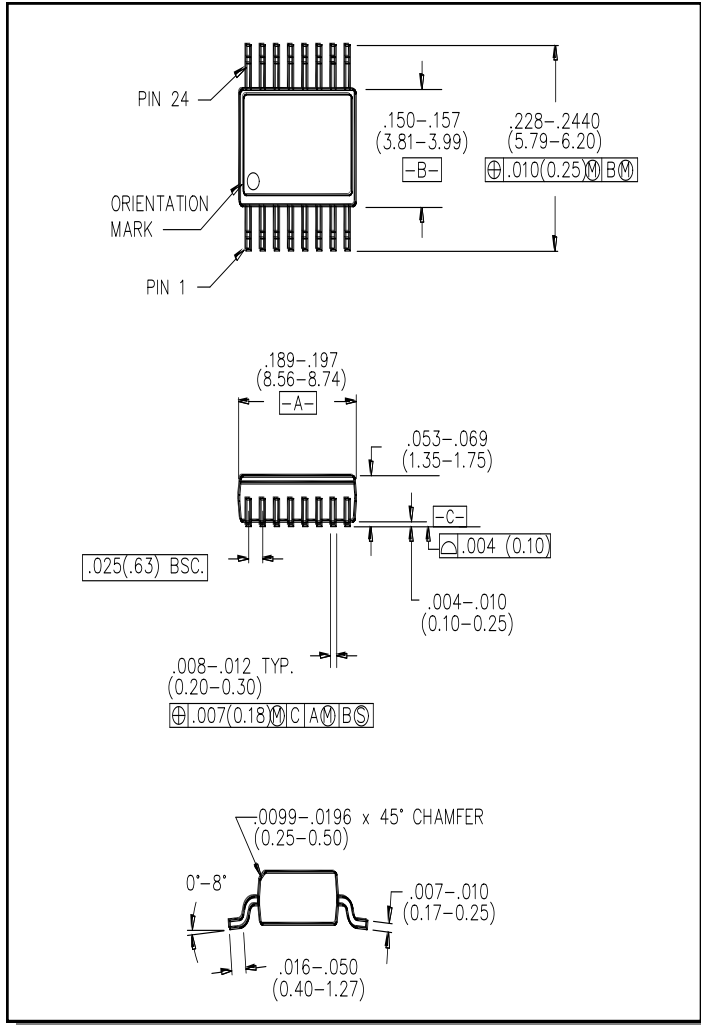 PIN 24
.150-.157
(3.81-3.99)
-B-
.228-.2440
(5.79-6.20)
⌖ .010(0.25)Ⓜ BⓂ
ORIENTATION
MARK
PIN 1
.189-.197
(8.56-8.74)
-A-
.053-.069
(1.35-1.75)
-C-
⌓ .004 (0.10)
.025(.63) BSC.
.004-.010
(0.10-0.25)
.008-.012 TYP.
(0.20-0.30)
⌖ .007(0.18)Ⓜ C AⓂ BⓈ
.0099-.0196 x 45° CHAMFER
(0.25-0.50)
0°-8°
.007-.010
(0.17-0.25)
.016-.050
(0.40-1.27)